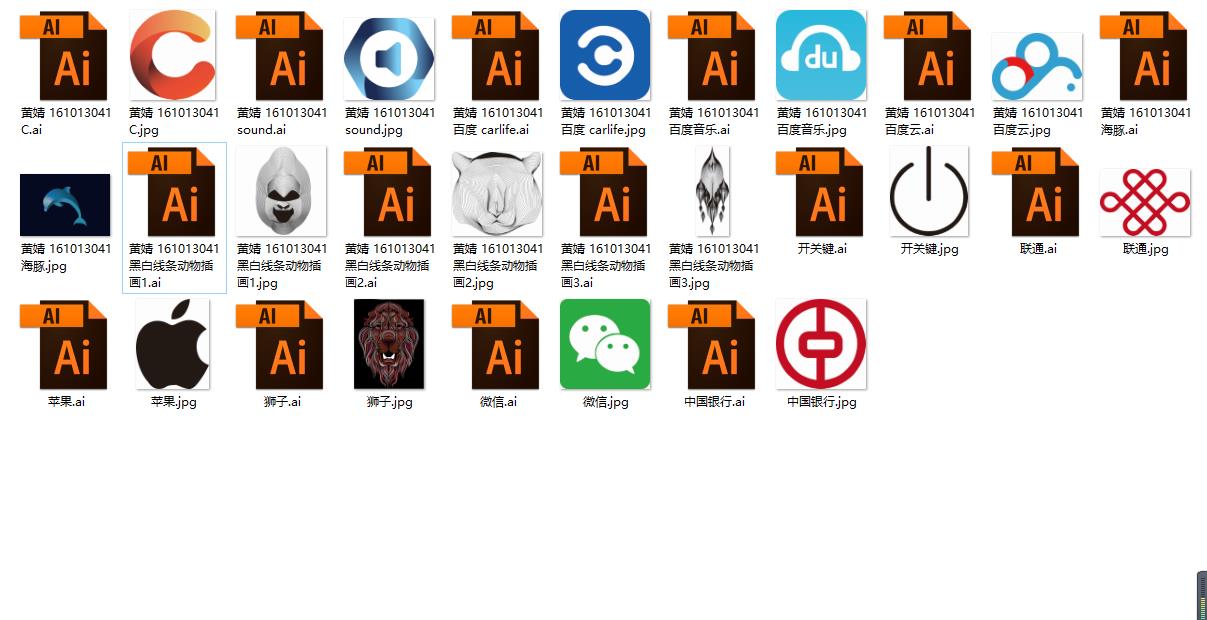 AI Ai
AI Ai
AI Ai
AI Ai
du
AI Ai
AI Ai
黄婧 161013041 C.ai
黄婧 161013041 C.jpg
黄婧 161013041 sound.ai
黄婧 161013041 sound.jpg
黄婧 161013041 百度 carlife.ai
黄婧 161013041 百度 carlife.jpg
黄婧 161013041 百度音乐.ai
黄婧 161013041 百度音乐.jpg
黄婧 161013041 百度云.ai
黄婧 161013041 百度云.jpg
黄婧 161013041 海豚.ai
AI Ai
AI Ai
AI Ai
AI Ai
AI Ai
黄婧 161013041 海豚.jpg
黄婧 161013041 黑白线条动物插画1.ai
黄婧 161013041 黑白线条动物插画1.jpg
黄婧 161013041 黑白线条动物插画2.ai
黄婧 161013041 黑白线条动物插画2.jpg
黄婧 161013041 黑白线条动物插画3.ai
黄婧 161013041 黑白线条动物插画3.jpg
开关键.ai
开关键.jpg
联通.ai
联通.jpg
AI Ai
AI Ai
AI Ai
AI Ai
苹果.ai
苹果.jpg
狮子.ai
狮子.jpg
微信.ai
微信.jpg
中国银行.ai
中国银行.jpg